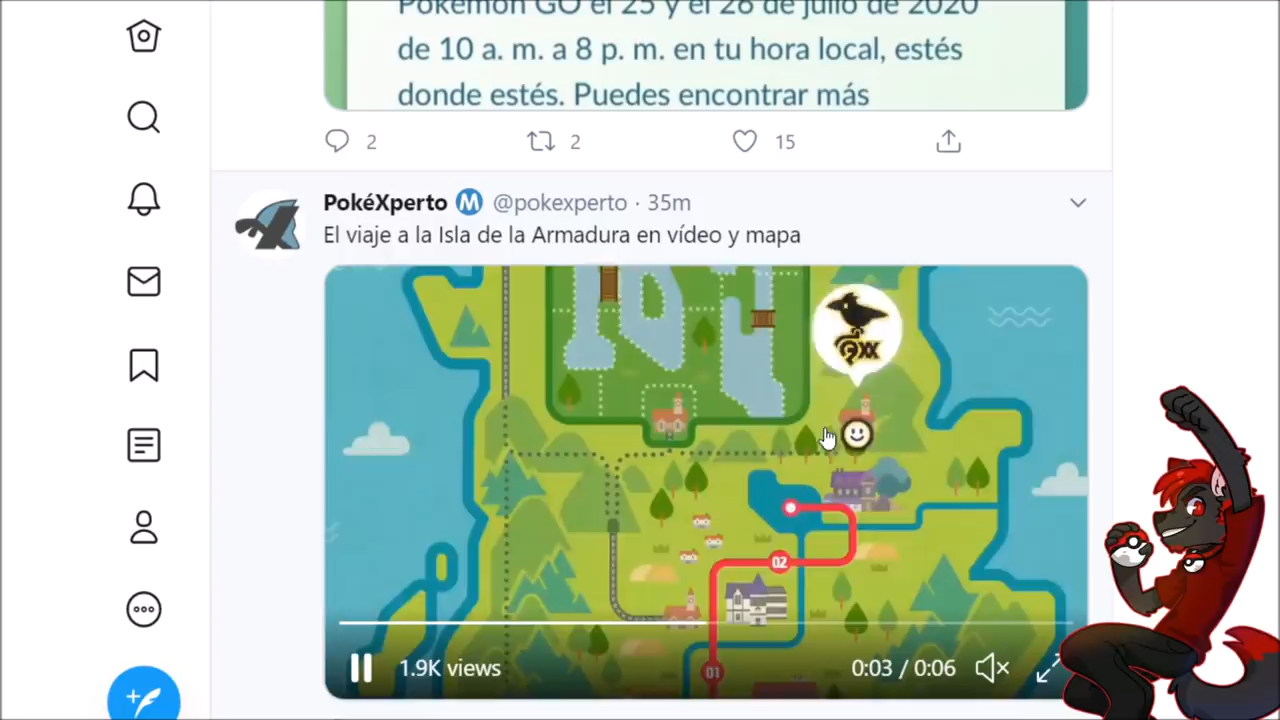 Pokémon GO el 25 y el 26 de julio de 2020
de 10 a. m. a 8 p. m. en tu hora local, estés
donde estés. Puedes encontrar más
2
2
15
PokéXperto M @pokexperto · 35m
El viaje a la Isla de la Armadura en vídeo y mapa
02
01
1.9K views
0:03 / 0:06